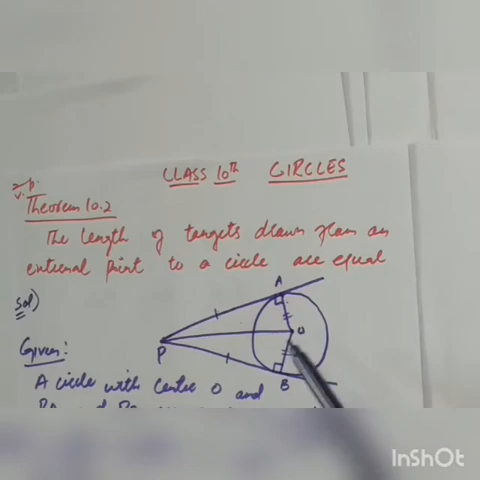 v.v.p.
CLASS 10th CIRCLES
Theorem 10.2
The length of tangets drawn from an
external point to a circle are equal
Sol)
A
O
P
B
Given:
A circle with centre O and
InShOt